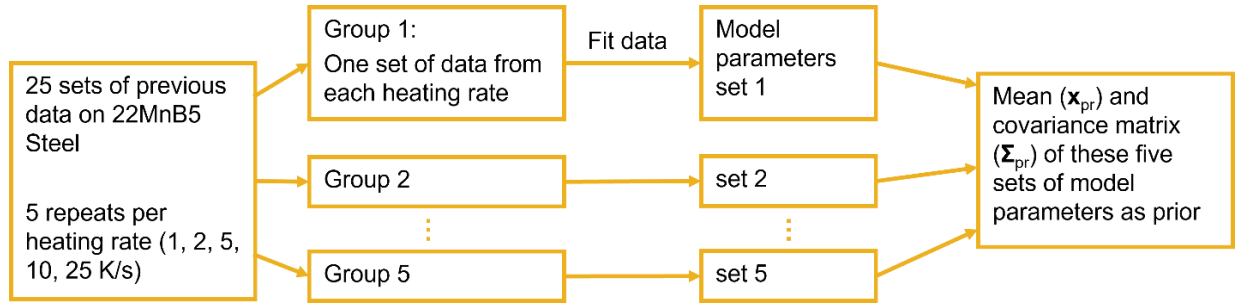 25 sets of previous
data on 22MnB5
Steel
5 repeats per
heating rate (1, 2, 5,
10, 25 K/s)
Group 1:
One set of data from
each heating rate
Fit data
Model
parameters
set 1
Group 2
set 2
Group 5
set 5
Mean (xpr) and
covariance matrix
(Σpr) of these five
sets of model
parameters as prior